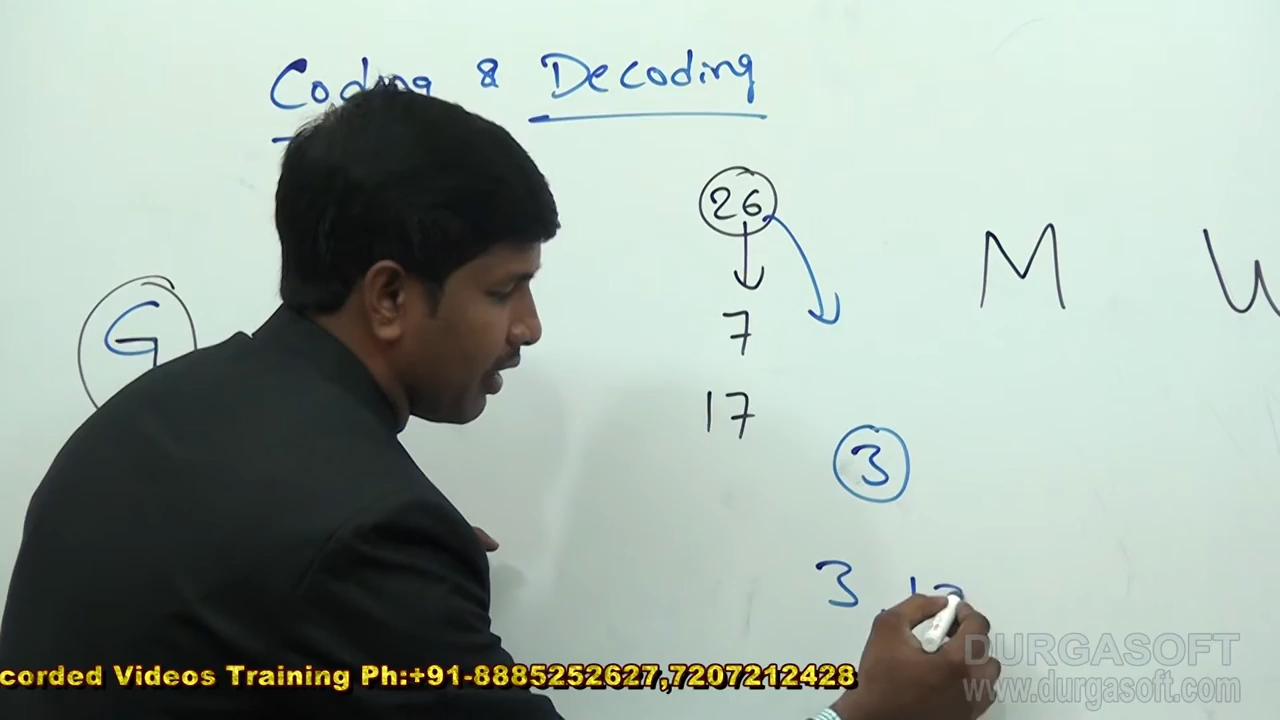 Coding & Decoding
26
M
G
7
17
3
3
corded Videos Training Ph:+91-8885252627,7207212428
DURGASOFT
www.durgasoft.com